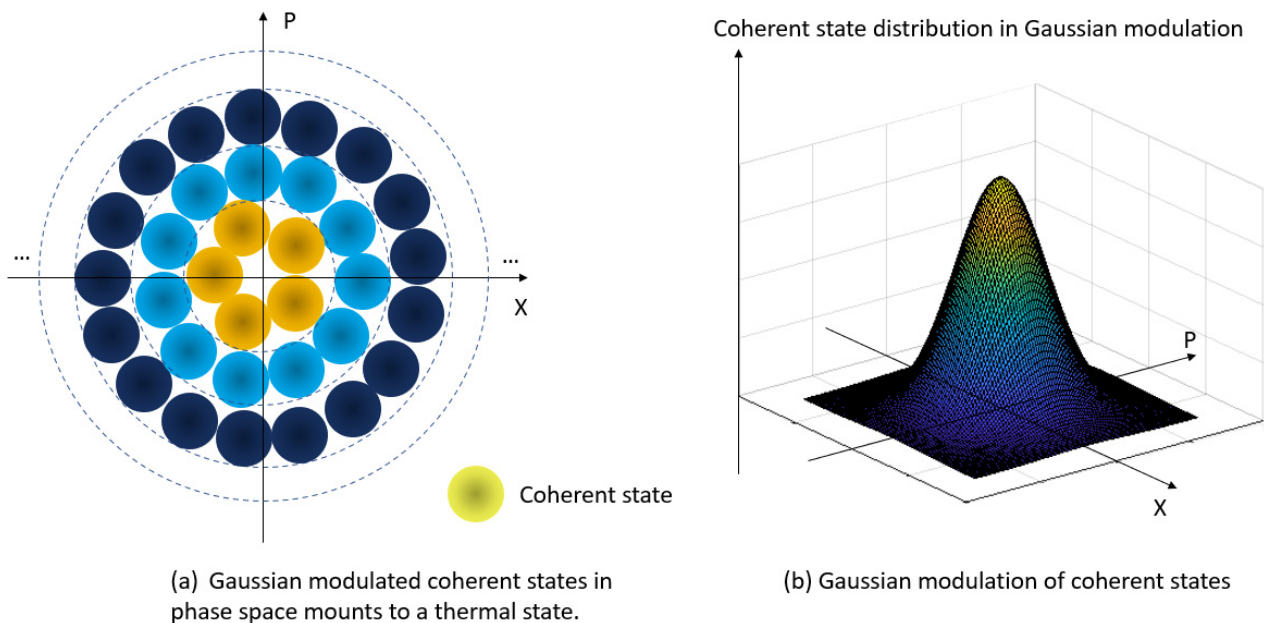 P
...
...
X
Coherent state
(a) Gaussian modulated coherent states in
phase space mounts to a thermal state.
Coherent state distribution in Gaussian modulation
P
X
(b) Gaussian modulation of coherent states